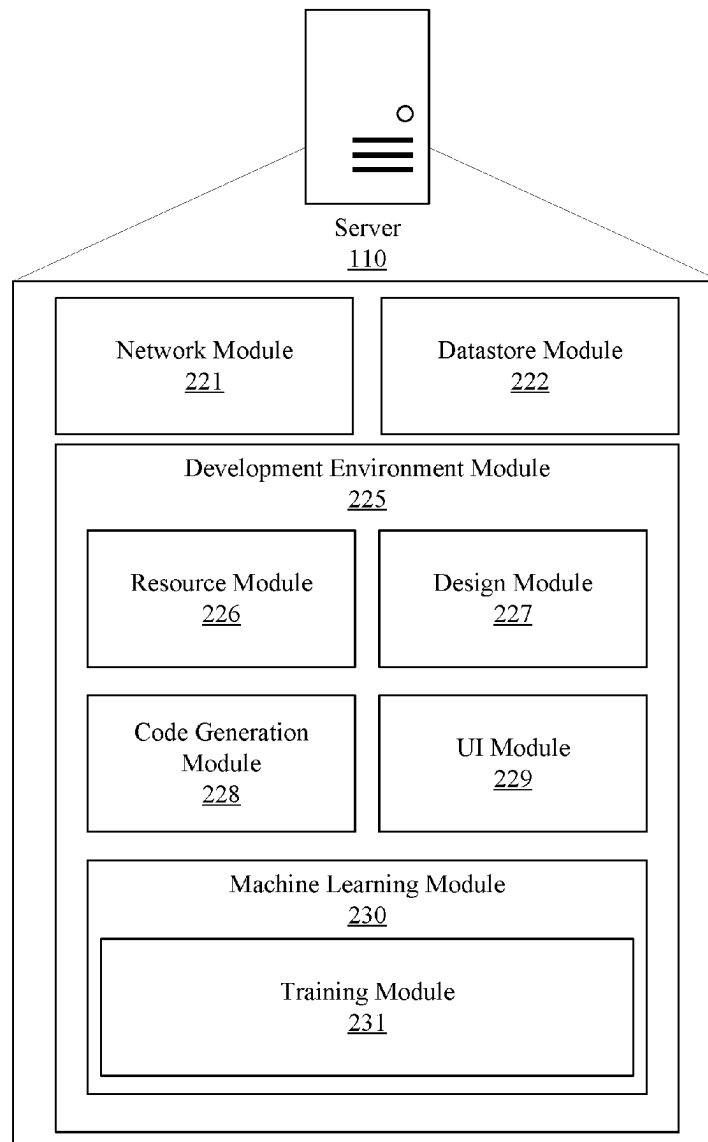 Server
110
Network Module
221
Datastore Module
222
Development Environment Module
225
Resource Module
226
Design Module
227
Code Generation
Module
228
UI Module
229
Machine Learning Module
230
Training Module
231